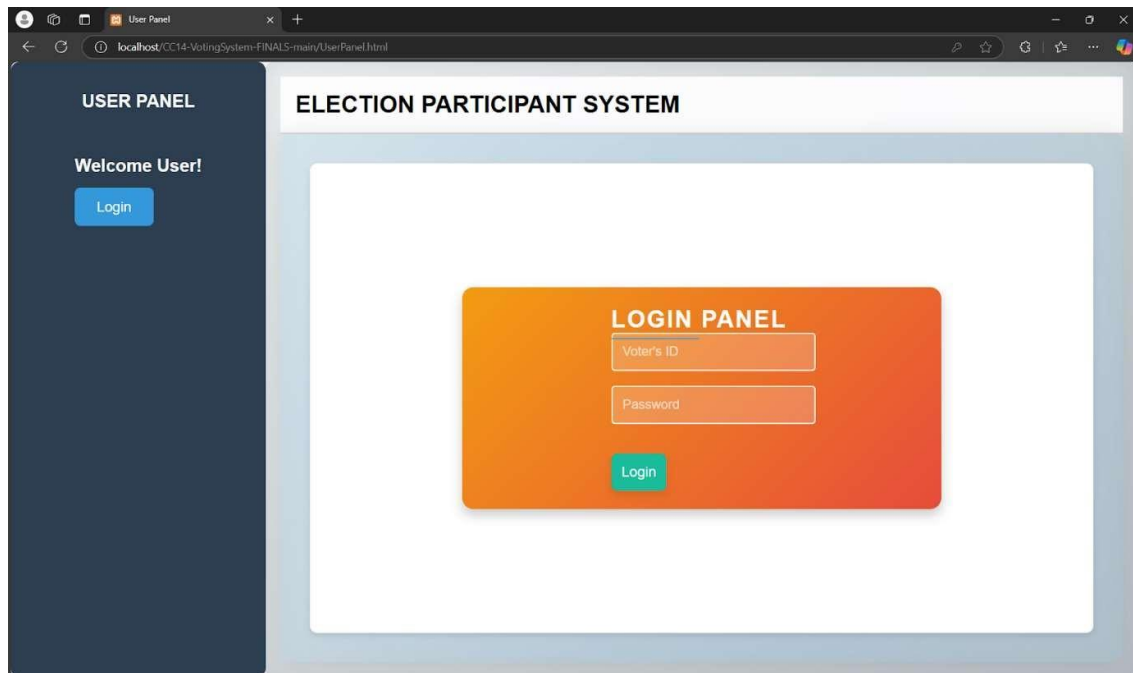 User Panel
localhost/CC14-VotingSystem-FINALS-main/UserPanel.html
USER PANEL
ELECTION PARTICIPANT SYSTEM
Welcome User!
Login
LOGIN PANEL
Voter's ID
Password
Login